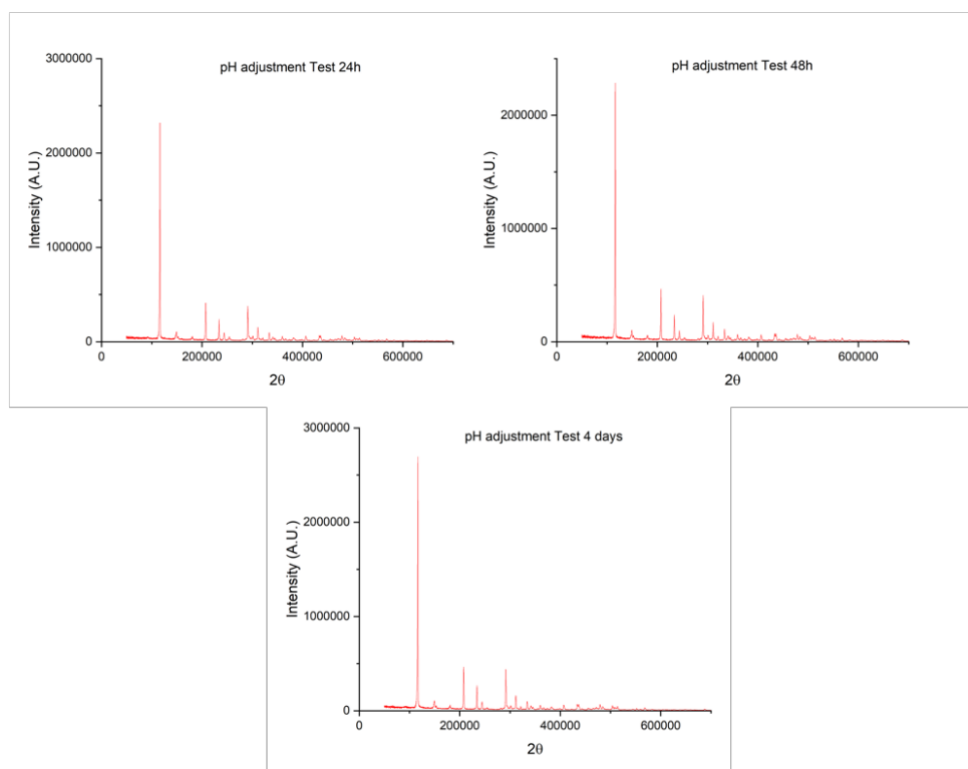 pH adjustment Test 24h
3000000
2000000
1000000
0
Intensity (A.U.)
0 200000 400000 600000
2θ
pH adjustment Test 48h
2000000
1000000
0
Intensity (A.U.)
0 200000 400000 600000
2θ
pH adjustment Test 4 days
3000000
2000000
1000000
0
Intensity (A.U.)
0 200000 400000 600000
2θ